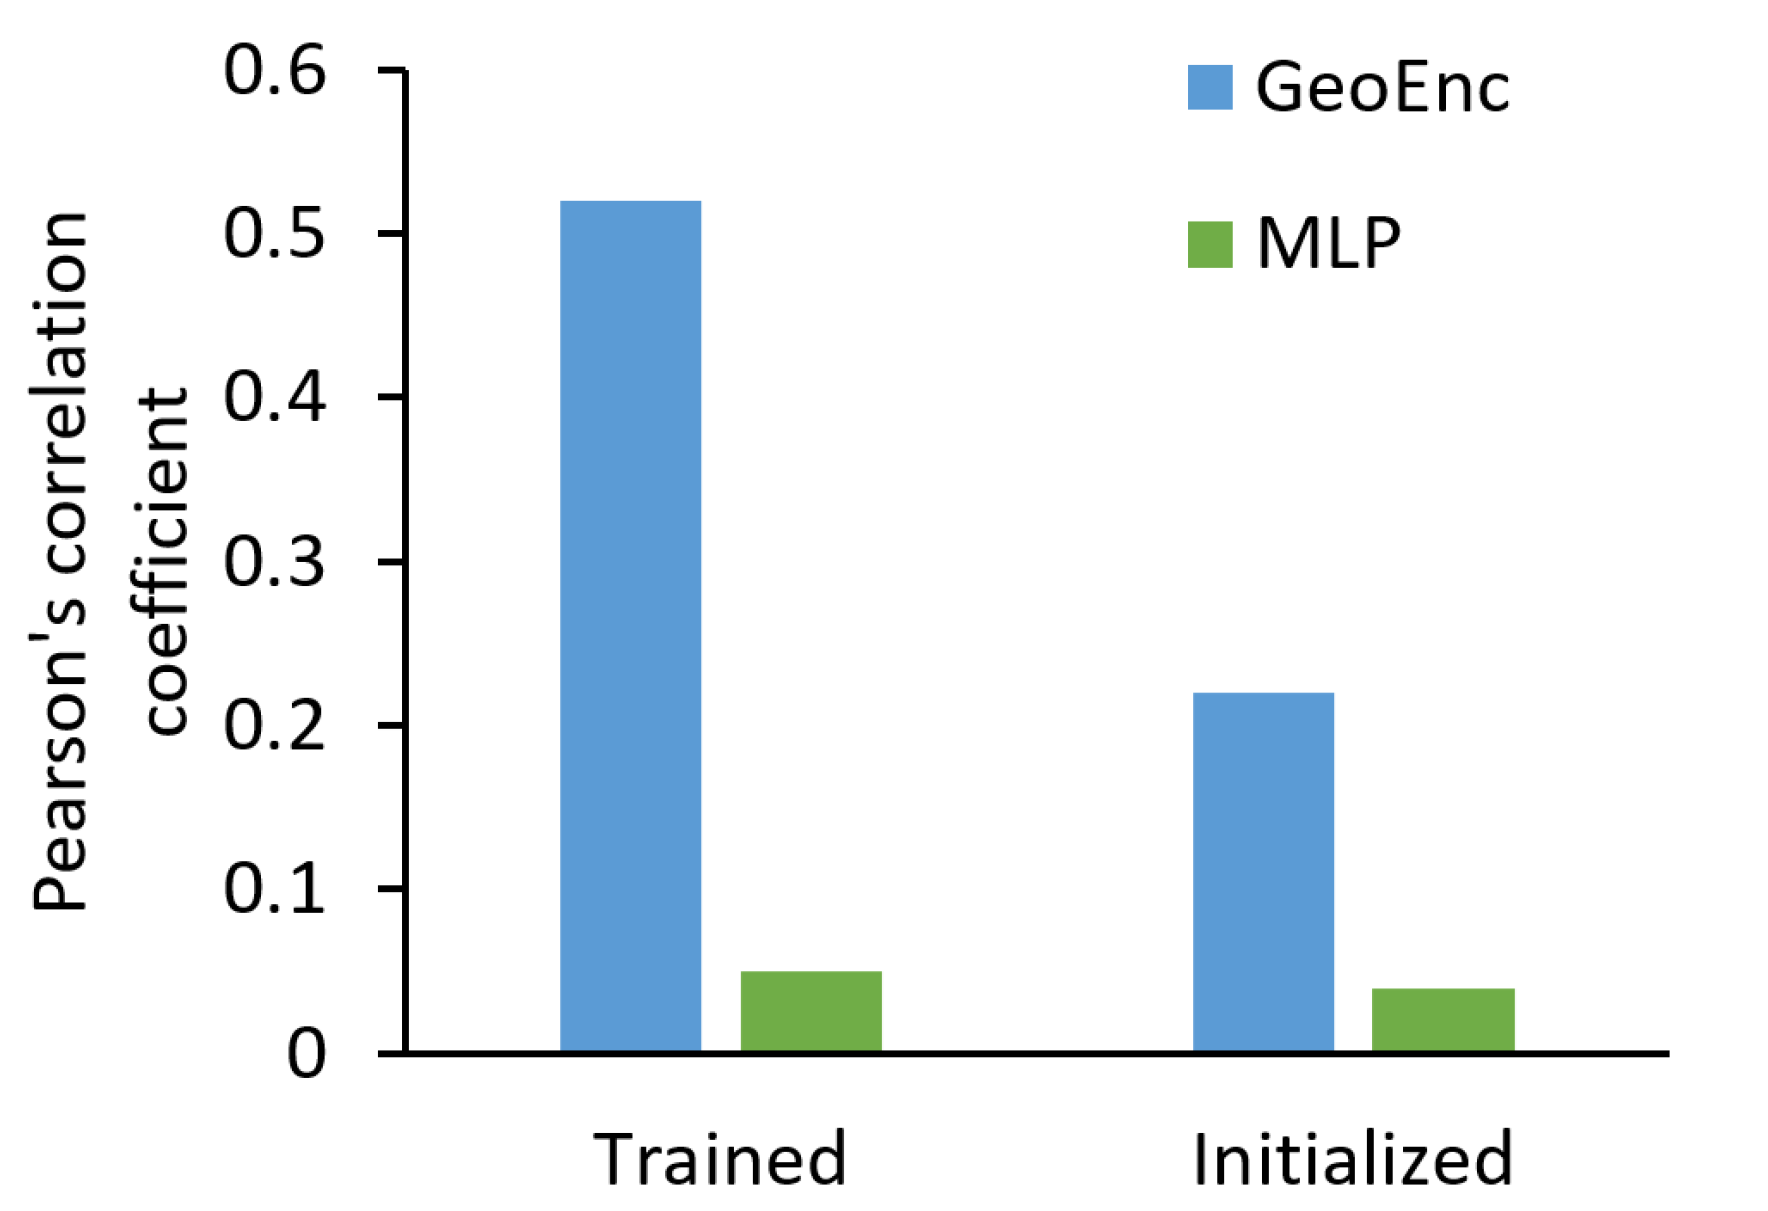 Pearson's correlation
coefficient
0.6
0.5
0.4
0.3
0.2
0.1
0
GeoEnc
MLP
Trained
Initialized